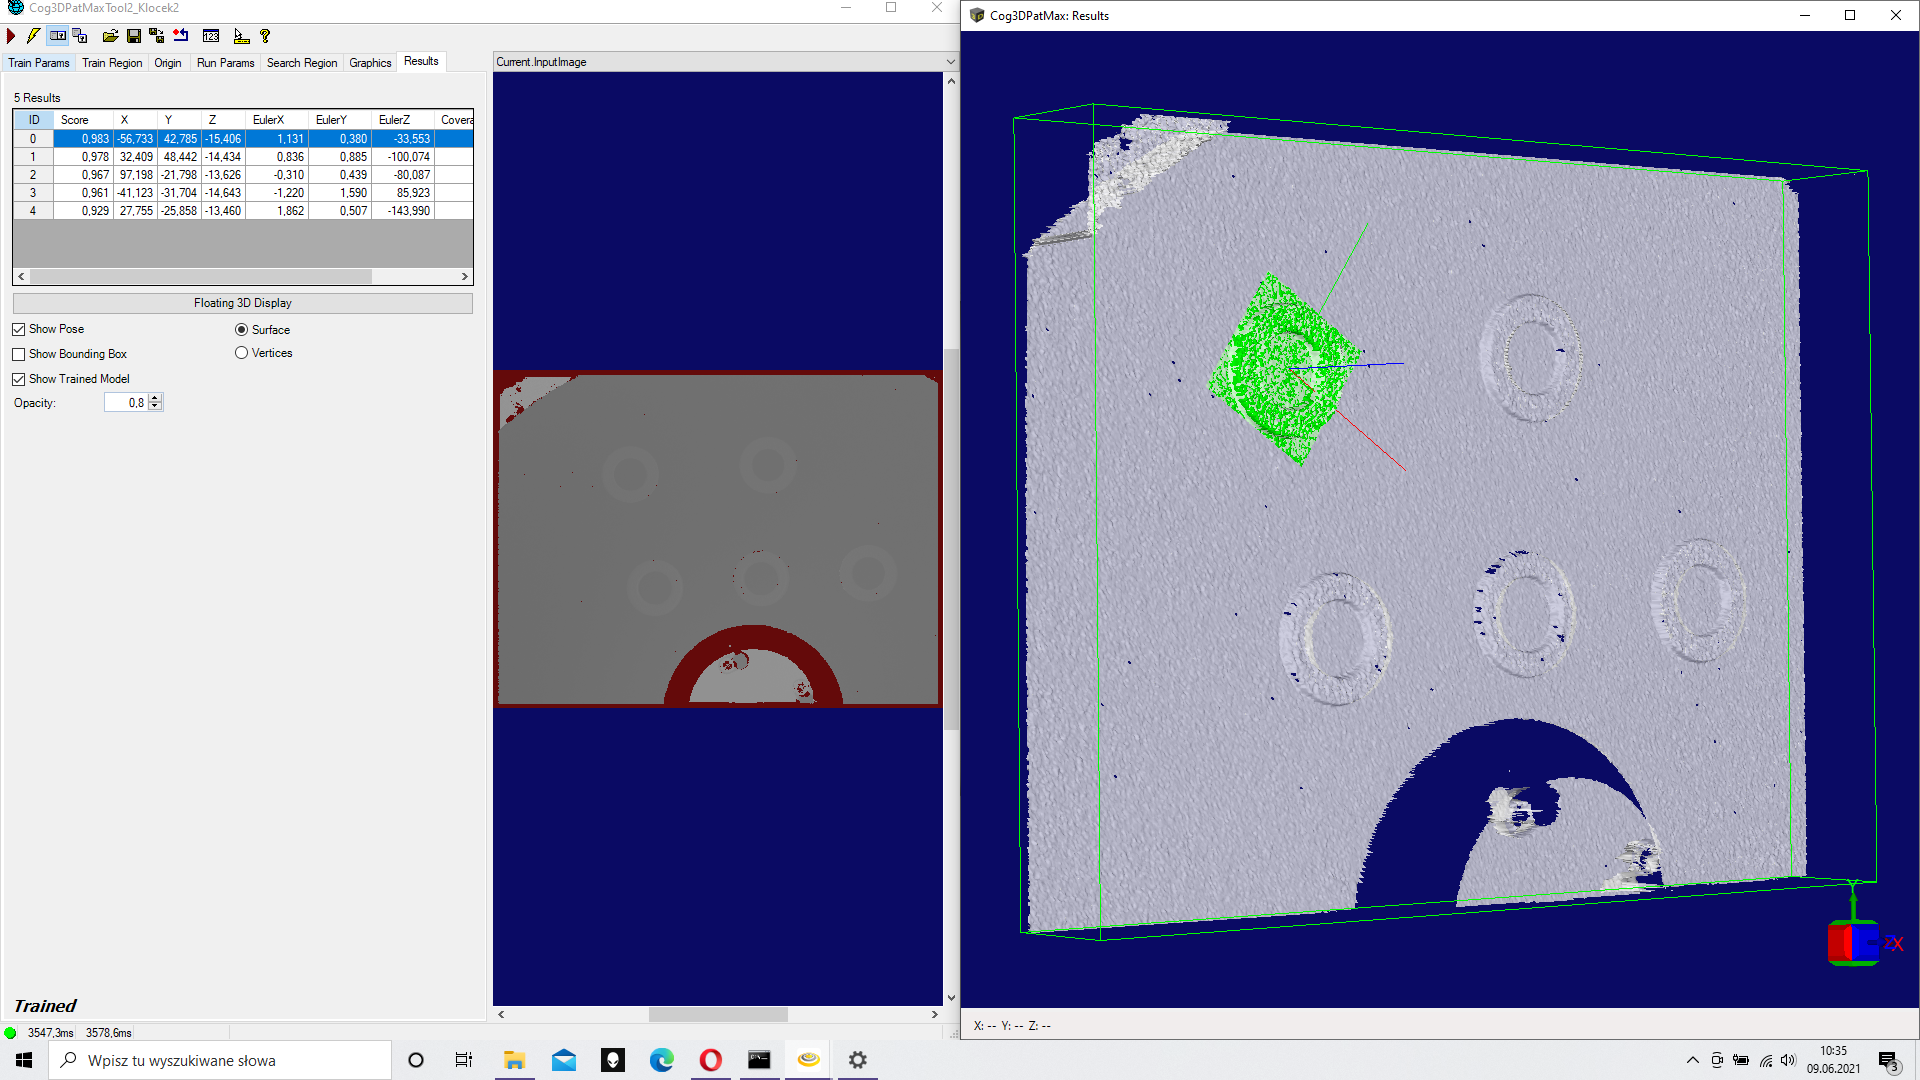 Cog3DPatMaxTool2_Klocek2
123
Train Params Train Region Origin Run Params Search Region Graphics Results
5 Results
ID Score X Y Z EulerX EulerY EulerZ Covera
0 0,983 -56,733 42,785 -15,406 1,131 0,380 -33,553
1 0,978 32,409 48,442 -14,434 0,836 0,885 -100,074
2 0,967 97,198 -21,798 -13,626 -0,310 0,439 -80,087
3 0,961 -41,123 -31,704 -14,643 -1,220 1,590 85,923
4 0,929 27,755 -25,858 -13,460 1,862 0,507 -143,990
Floating 3D Display
Show Pose Surface
Show Bounding Box Vertices
Show Trained Model
Opacity: 0,8
Trained
3547,3ms 3578,6ms
Current.InputImage
Cog3DPatMax: Results
Y
X
X: -- Y: -- Z: --
Wpisz tu wyszukiwane słowa
10:35
09.06.2021
3